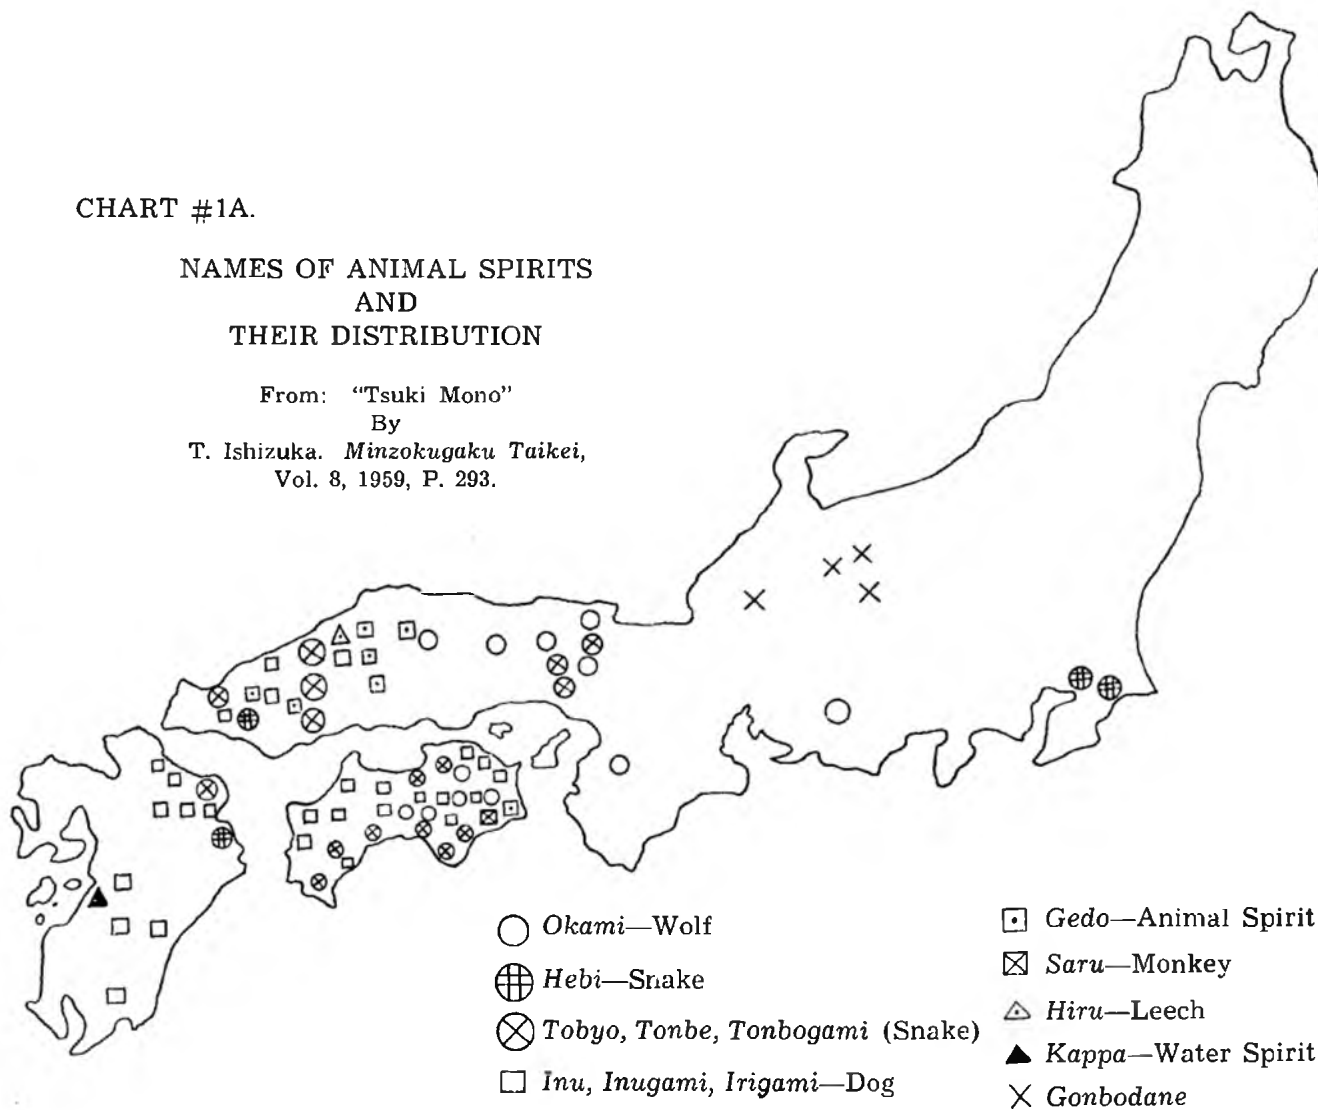 CHART #1A.
NAMES OF ANIMAL SPIRITS
AND
THEIR DISTRIBUTION
From: “Tsuki Mono”
By
T. Ishizuka. Minzokugaku Taikei,
Vol. 8, 1959, P. 293.
Okami—Wolf
Hebi—Snake
Tobyo, Tonbe, Tonbogami (Snake)
Inu, Inugami, Irigami—Dog
Gedo—Animal Spirit
Saru—Monkey
Hiru—Leech
Kappa—Water Spirit
Gonbodane